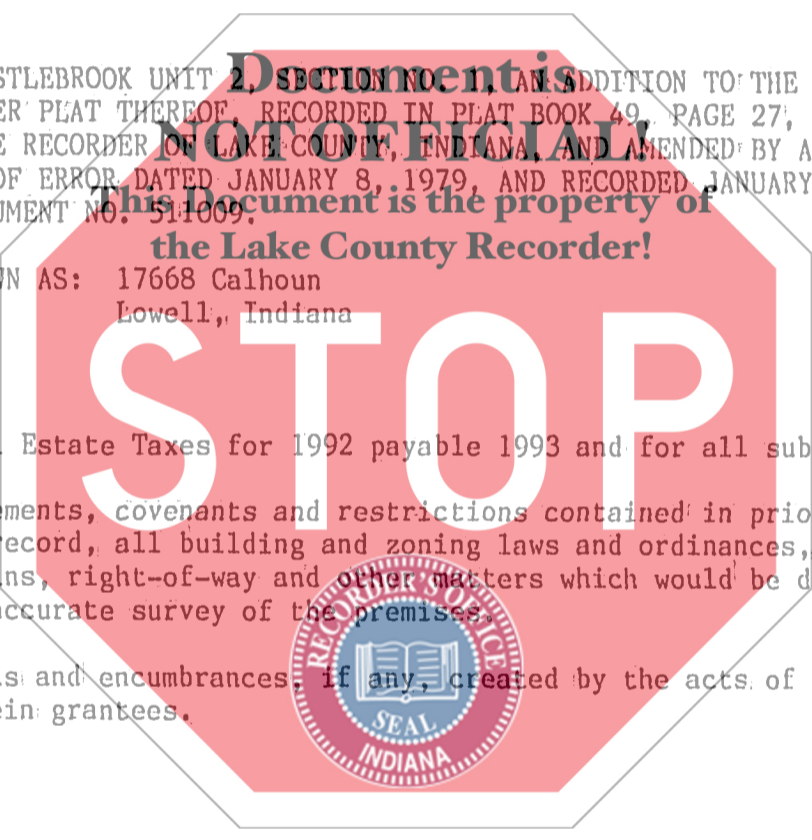 STLEBROOK UNIT 2, SECTION NO. 1, AN ADDITION TO THE
ER PLAT THEREOF, RECORDED IN PLAT BOOK 49, PAGE 27,
E RECORDER OF LAKE COUNTY, INDIANA, AND AMENDED BY A
OF ERROR DATED JANUARY 8, 1979, AND RECORDED JANUARY
UMENT NO. 511009.
Document is
NOT OFFICIAL!
This Document is the property of
the Lake County Recorder!
N AS: 17668 Calhoun
Lowell, Indiana
STOP
Estate Taxes for 1992 payable 1993 and for all sub
ements, covenants and restrictions contained in prio
record, all building and zoning laws and ordinances,
ns, right-of-way and other matters which would be d
accurate survey of the premises.
s and encumbrances, if any, created by the acts of
ein grantees.
RECORDER'S OFFICE
SEAL
INDIANA